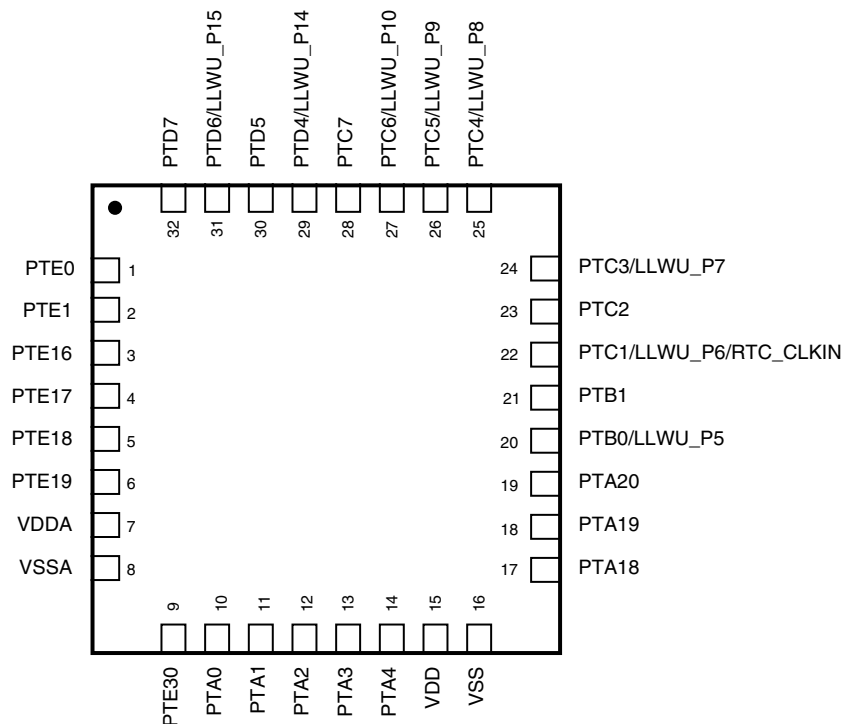 PTD7
PTD6/LLWU_P15
PTD5
PTD4/LLWU_P14
PTC7
PTC6/LLWU_P10
PTC5/LLWU_P9
PTC4/LLWU_P8
32
31
30
29
28
27
26
25
PTE0 1
PTE1 2
PTE16 3
PTE17 4
PTE18 5
PTE19 6
VDDA 7
VSSA 8
24 PTC3/LLWU_P7
23 PTC2
22 PTC1/LLWU_P6/RTC_CLKIN
21 PTB1
20 PTB0/LLWU_P5
19 PTA20
18 PTA19
17 PTA18
9
10
11
12
13
14
15
16
PTE30
PTA0
PTA1
PTA2
PTA3
PTA4
VDD
VSS